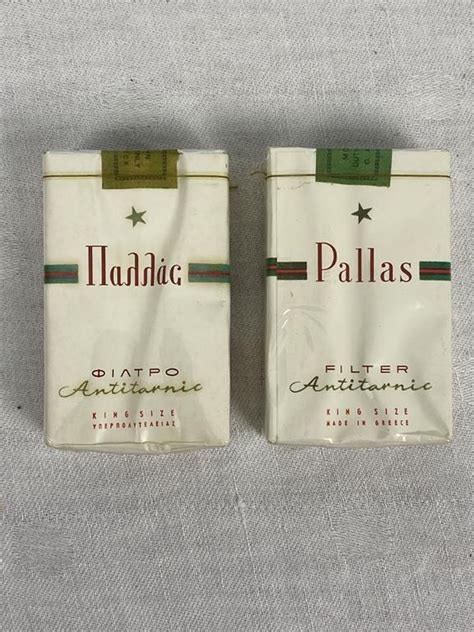 Παλλάς
ΦΙΛΤΡΟ
Antitarnic
KING SIZE
ΥΠΕΡΠΟΛΥΤΕΛΕΙΑΣ
Pallas
FILTER
Antitarnic
KING SIZE
MADE IN GREECE